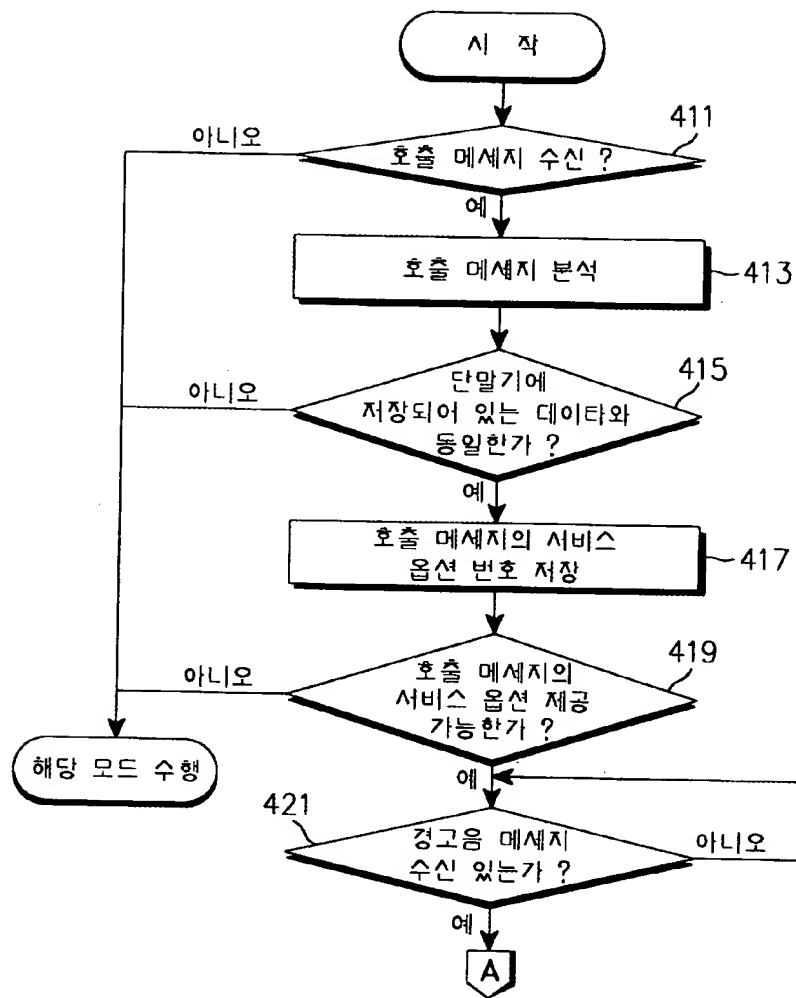 시 작
411
아니오
호출 메세지 수신 ?
예
호출 메세지 분석
413
415
아니오
단말기에
저장되어 있는 데이타와
동일한가 ?
예
호출 메세지의 서비스
옵션 번호 저장
417
419
아니오
호출 메세지의
서비스 옵션 제공
가능한가 ?
해당 모드 수행
예
421
경고음 메세지
수신 있는가 ?
아니오
예
A